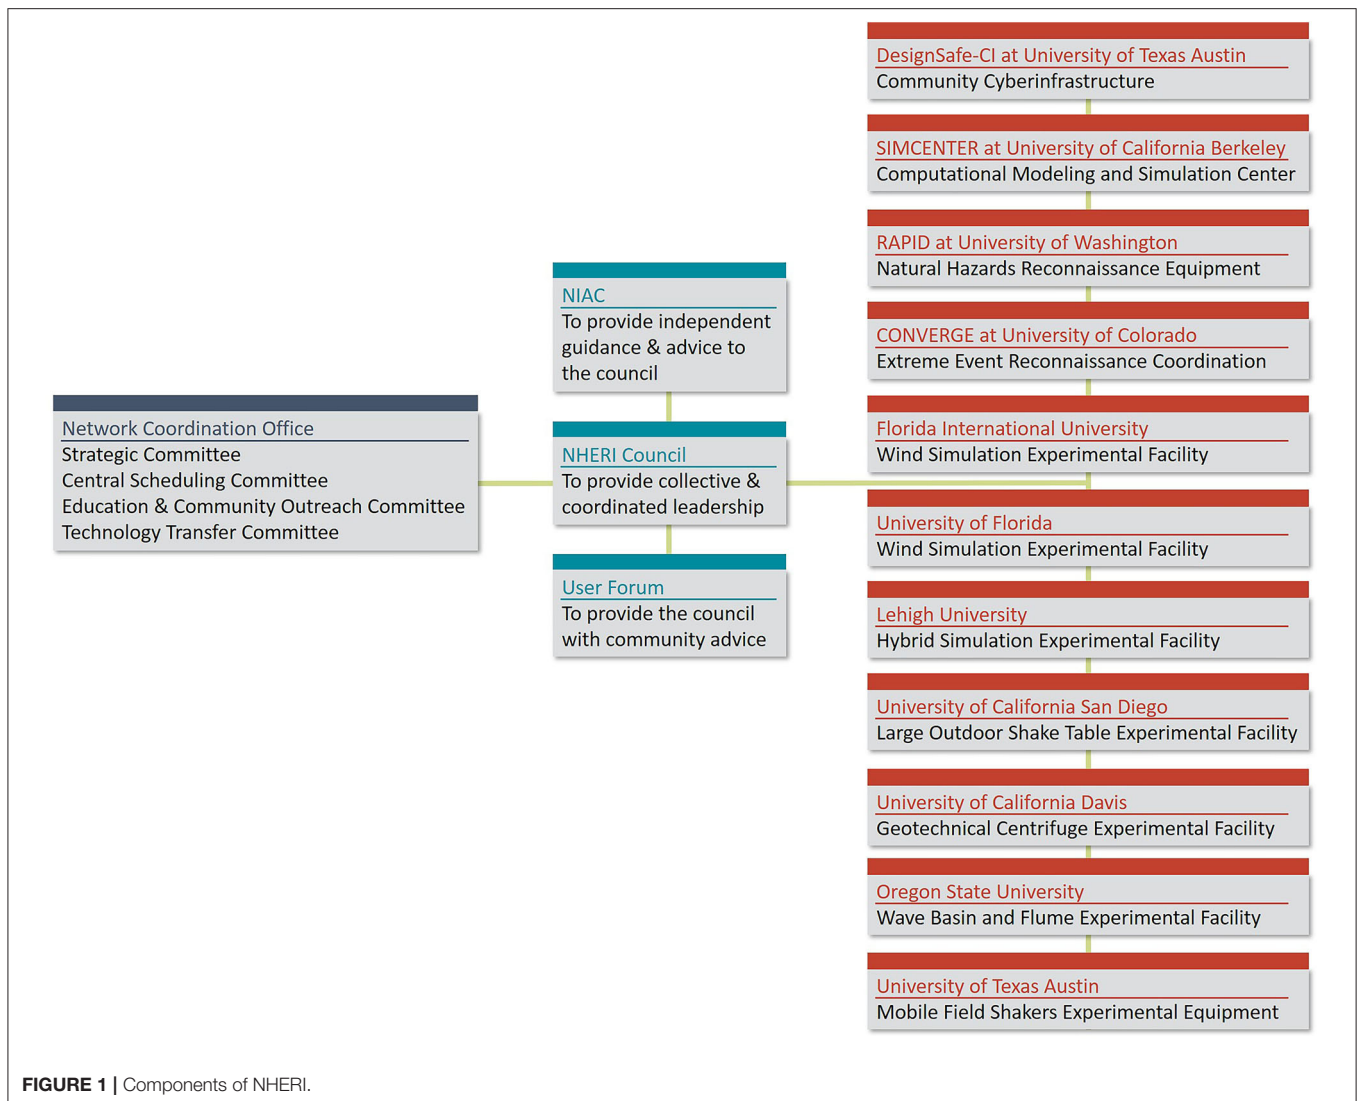 Network Coordination Office
Strategic Committee
Central Scheduling Committee
Education & Community Outreach Committee
Technology Transfer Committee
NIAC
To provide independent
guidance & advice to
the council
NHERI Council
To provide collective &
coordinated leadership
User Forum
To provide the council
with community advice
DesignSafe-CI at University of Texas Austin
Community Cyberinfrastructure
SIMCENTER at University of California Berkeley
Computational Modeling and Simulation Center
RAPID at University of Washington
Natural Hazards Reconnaissance Equipment
CONVERGE at University of Colorado
Extreme Event Reconnaissance Coordination
Florida International University
Wind Simulation Experimental Facility
University of Florida
Wind Simulation Experimental Facility
Lehigh University
Hybrid Simulation Experimental Facility
University of California San Diego
Large Outdoor Shake Table Experimental Facility
University of California Davis
Geotechnical Centrifuge Experimental Facility
Oregon State University
Wave Basin and Flume Experimental Facility
University of Texas Austin
Mobile Field Shakers Experimental Equipment
FIGURE 1 | Components of NHERI.